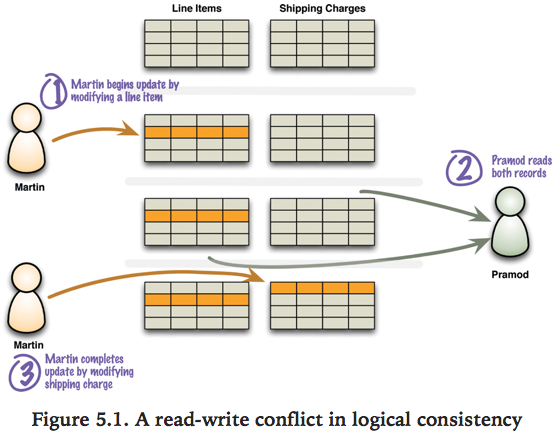 Line Items
Shipping Charges
1
Martin begins update by
modifying a line item
Martin
2
Pramod reads
both records
Pramod
Martin
3
Martin completes
update by modifying
shipping charge
Figure 5.1. A read-write conflict in logical consistency